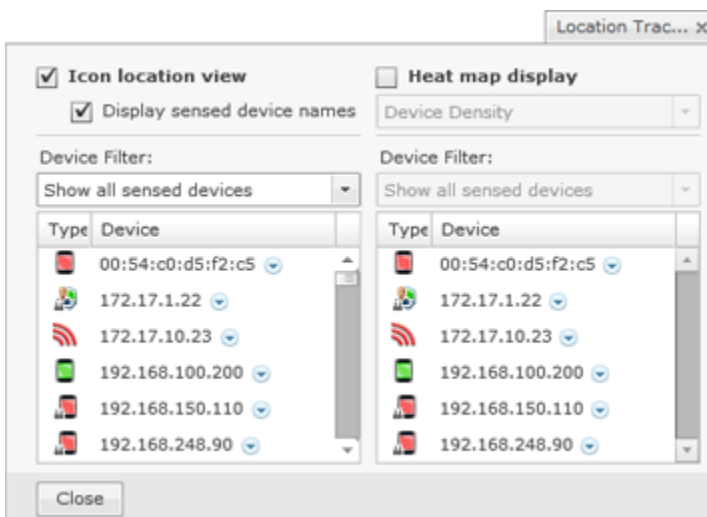 Location Trac... x
Icon location view
Display sensed device names
Device Filter:
Show all sensed devices
Type Device
00:54:c0:d5:f2:c5
172.17.1.22
172.17.10.23
192.168.100.200
192.168.150.110
192.168.248.90
Heat map display
Device Density
Device Filter:
Show all sensed devices
Type Device
00:54:c0:d5:f2:c5
172.17.1.22
172.17.10.23
192.168.100.200
192.168.150.110
192.168.248.90
Close